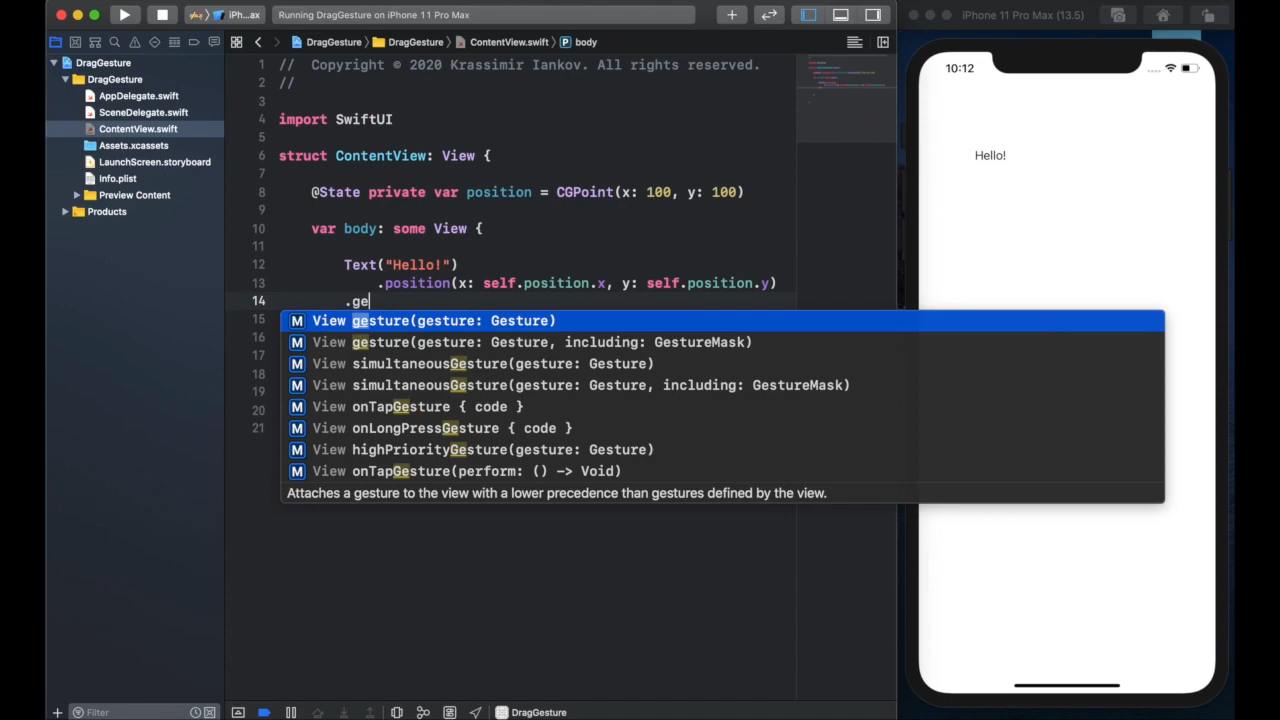 iPh...ax
Running DragGesture on iPhone 11 Pro Max
iPhone 11 Pro Max (13.5)
DragGesture
DragGesture
AppDelegate.swift
SceneDelegate.swift
ContentView.swift
Assets.xcassets
LaunchScreen.storyboard
Info.plist
Preview Content
Products
Filter
DragGesture DragGesture ContentView.swift P body
1 // Copyright © 2020 Krassimir Iankov. All rights reserved.
2 //
3
4 import SwiftUI
5
6 struct ContentView: View {
7
8 @State private var position = CGPoint(x: 100, y: 100)
9
10 var body: some View {
11
12 Text("Hello!")
13 .position(x: self.position.x, y: self.position.y)
14 .ge
15
16
17
18
19
20
21
M View gesture(gesture: Gesture)
M View gesture(gesture: Gesture, including: GestureMask)
M View simultaneousGesture(gesture: Gesture)
M View simultaneousGesture(gesture: Gesture, including: GestureMask)
M View onTapGesture { code }
M View onLongPressGesture { code }
M View highPriorityGesture(gesture: Gesture)
M View onTapGesture(perform: () -> Void)
Attaches a gesture to the view with a lower precedence than gestures defined by the view.
DragGesture
10:12
Hello!